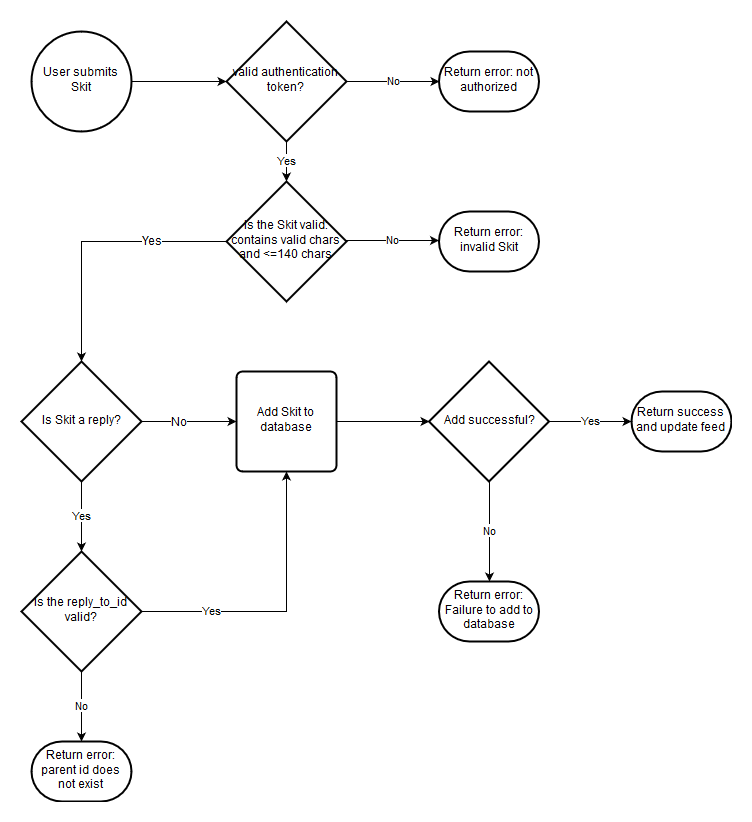 User submits
Skit
valid authentication
token?
No
Return error: not
authorized
Yes
Is the Skit valid:
contains valid chars
and <=140 chars
No
Return error:
invalid Skit
Yes
Is Skit a reply?
No
Add Skit to
database
Add successful?
Yes
Return success
and update feed
Yes
No
Is the reply_to_id
valid?
Yes
Return error:
Failure to add to
database
No
Return error:
parent id does
not exist